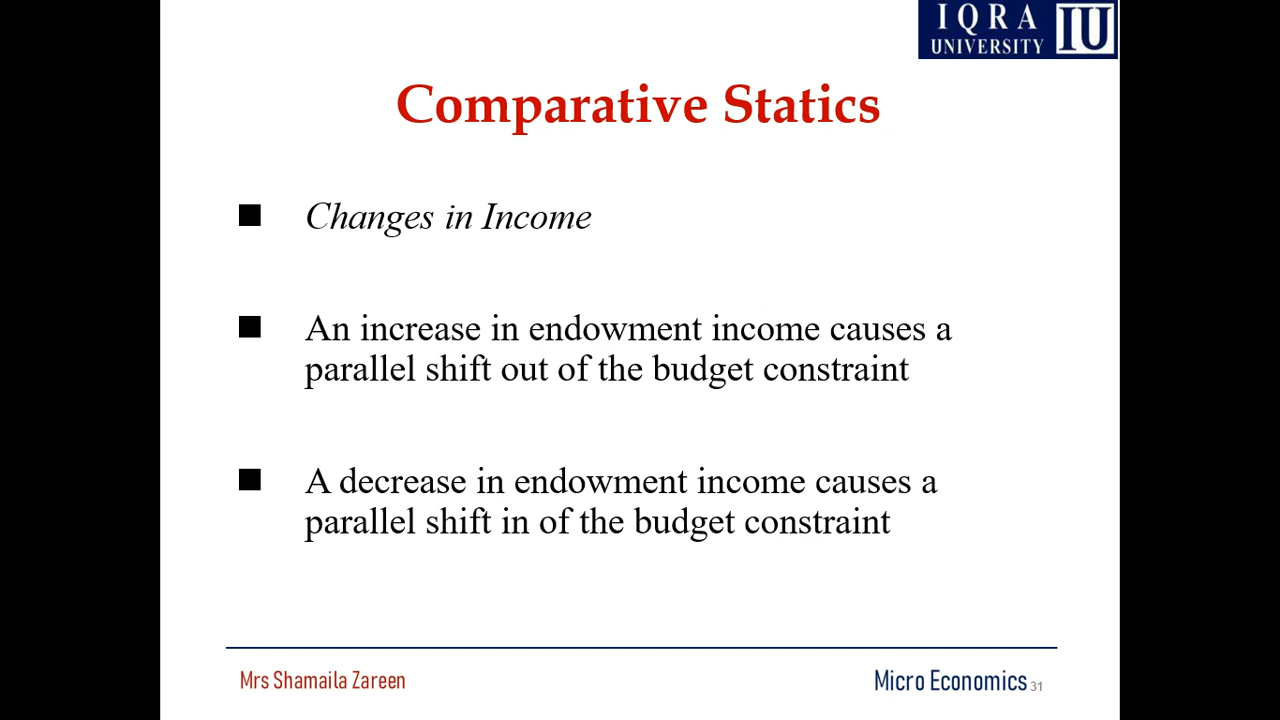 IQRA
UNIVERSITY
IU
Comparative Statics
Changes in Income
An increase in endowment income causes a
parallel shift out of the budget constraint
A decrease in endowment income causes a
parallel shift in of the budget constraint
Mrs Shamaila Zareen
Micro Economics 31